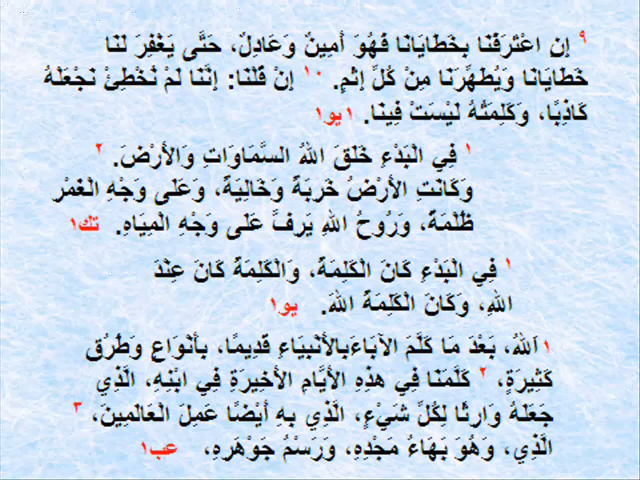 ٩ إِنِ اعْتَرَفْنَا بِخَطَايَانَا فَهُوَ أَمِينٌ وَعَادِلٌ، حَتَّى يَغْفِرَ لَنَا
خَطَايَانَا وَيُطَهِّرَنَا مِنْ كُلِّ إِثْمٍ. ١٠ إِنْ قُلْنَا: إِنَّنَا لَمْ نُخْطِئْ نَجْعَلْهُ
كَاذِبًا، وَكَلِمَتُهُ لَيْسَتْ فِينَا. ١يو١
١ فِي الْبَدْءِ خَلَقَ اللهُ السَّمَاوَاتِ وَالأَرْضَ. ٢
وَكَانَتِ الأَرْضُ خَرِبَةً وَخَالِيَةً، وَعَلَى وَجْهِ الْغَمْرِ
ظُلْمَةٌ، وَرُوحُ اللهِ يَرِفُّ عَلَى وَجْهِ الْمِيَاهِ. تك١
١ فِي الْبَدْءِ كَانَ الْكَلِمَةُ، وَالْكَلِمَةُ كَانَ عِنْدَ
اللهِ، وَكَانَ الْكَلِمَةُ اللهَ. يو١
١ اَللهُ، بَعْدَ مَا كَلَّمَ الآبَاءَبِالأَنْبِيَاءِ قَدِيمًا، بِأَنْوَاعٍ وَطُرُق
كَثِيرَةٍ، ٢ كَلَّمَنَا فِي هذِهِ الأَيَّامِ الأَخِيرَةِ فِي ابْنِهِ، الَّذِي
جَعَلَهُ وَارِثًا لِكُلِّ شَيْءٍ، الَّذِي بِهِ أَيْضًا عَمِلَ الْعَالَمِينَ، ٣
الَّذِي، وَهُوَ بَهَاءُ مَجْدِهِ، وَرَسْمُ جَوْهَرِهِ، عب١